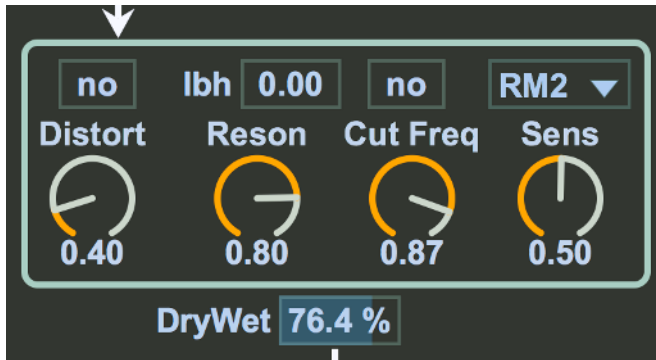 no lbh 0.00 no RM2
Distort Reson Cut Freq Sens
0.40 0.80 0.87 0.50
DryWet 76.4 %